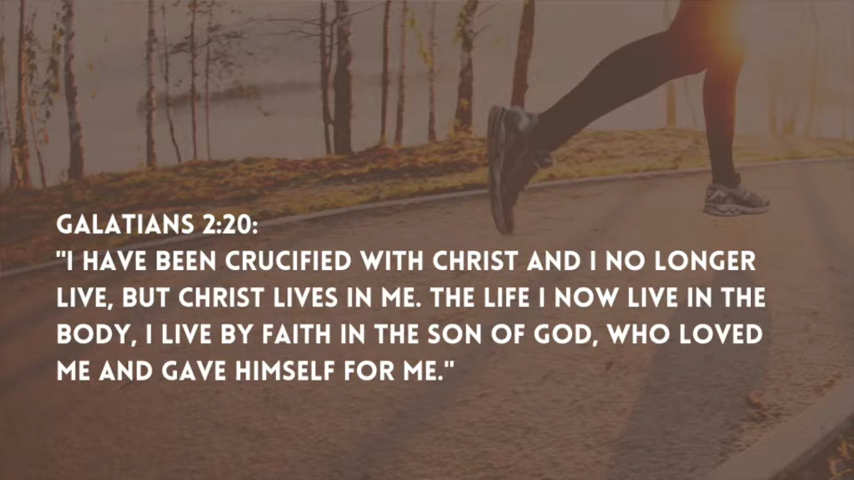 GALATIANS 2:20:
"I HAVE BEEN CRUCIFIED WITH CHRIST AND I NO LONGER
LIVE, BUT CHRIST LIVES IN ME. THE LIFE I NOW LIVE IN THE
BODY, I LIVE BY FAITH IN THE SON OF GOD, WHO LOVED
ME AND GAVE HIMSELF FOR ME."